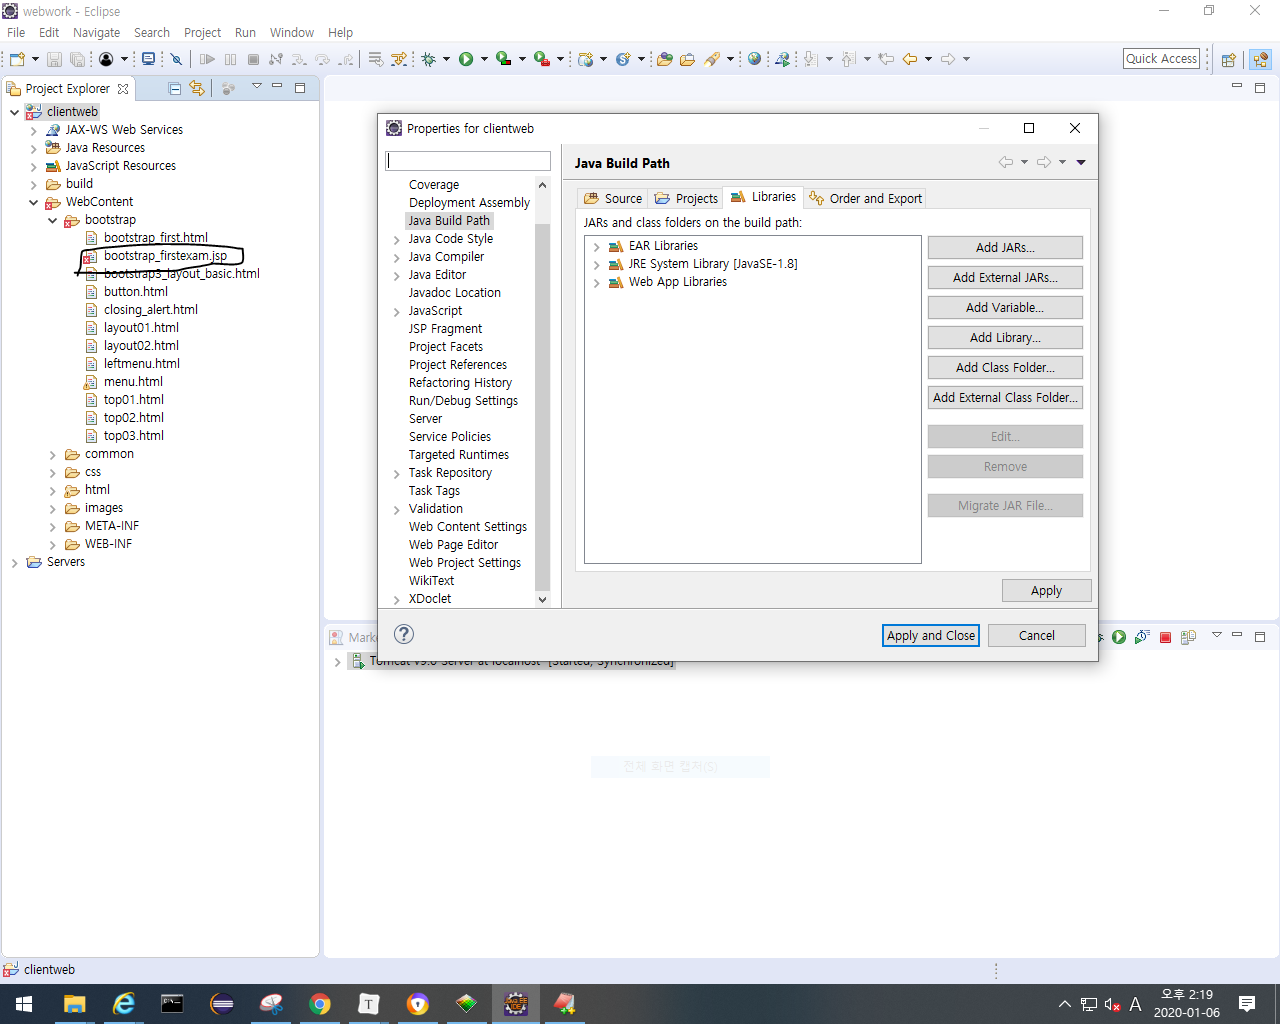 webwork - Eclipse
File Edit Navigate Search Project Run Window Help
Quick Access
Project Explorer
clientweb
JAX-WS Web Services
Java Resources
JavaScript Resources
build
WebContent
bootstrap
bootstrap_first.html
bootstrap_firstexam.jsp
bootstrap3_layout_basic.html
button.html
closing_alert.html
layout01.html
layout02.html
leftmenu.html
menu.html
top01.html
top02.html
top03.html
common
css
html
images
META-INF
WEB-INF
Servers
Properties for clientweb
Coverage
Deployment Assembly
Java Build Path
Java Code Style
Java Compiler
Java Editor
Javadoc Location
JavaScript
JSP Fragment
Project Facets
Project References
Refactoring History
Run/Debug Settings
Server
Service Policies
Targeted Runtimes
Task Repository
Task Tags
Validation
Web Content Settings
Web Page Editor
Web Project Settings
WikiText
XDoclet
Java Build Path
Source Projects Libraries Order and Export
JARs and class folders on the build path:
EAR Libraries
JRE System Library [JavaSE-1.8]
Web App Libraries
Add JARs...
Add External JARs...
Add Variable...
Add Library...
Add Class Folder...
Add External Class Folder...
Edit...
Remove
Migrate JAR File...
Apply
Apply and Close Cancel
Tomcat v9.0 Server at localhost [Started, Synchronized]
전체 화면 캡처(S)
clientweb
A
오후 2:19
2020-01-06